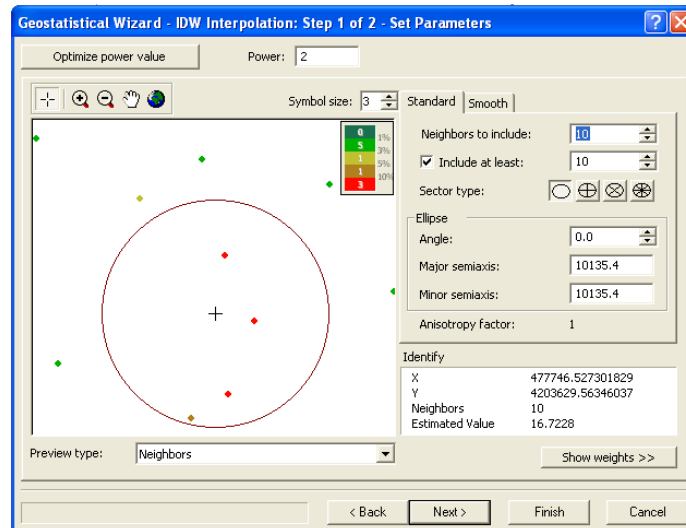 Geostatistical Wizard - IDW Interpolation: Step 1 of 2 - Set Parameters
Optimize power value
Power: 2
Symbol size: 3
Standard Smooth
0
5
1
1
3
1%
3%
5%
10%
Neighbors to include: 10
Include at least: 10
Sector type:
Ellipse
Angle: 0.0
Major semiaxis: 10135.4
Minor semiaxis: 10135.4
Anisotropy factor: 1
Identify
X 477746.527301829
Y 4203629.56346037
Neighbors 10
Estimated Value 16.7228
Preview type: Neighbors
Show weights >>
< Back Next > Finish Cancel